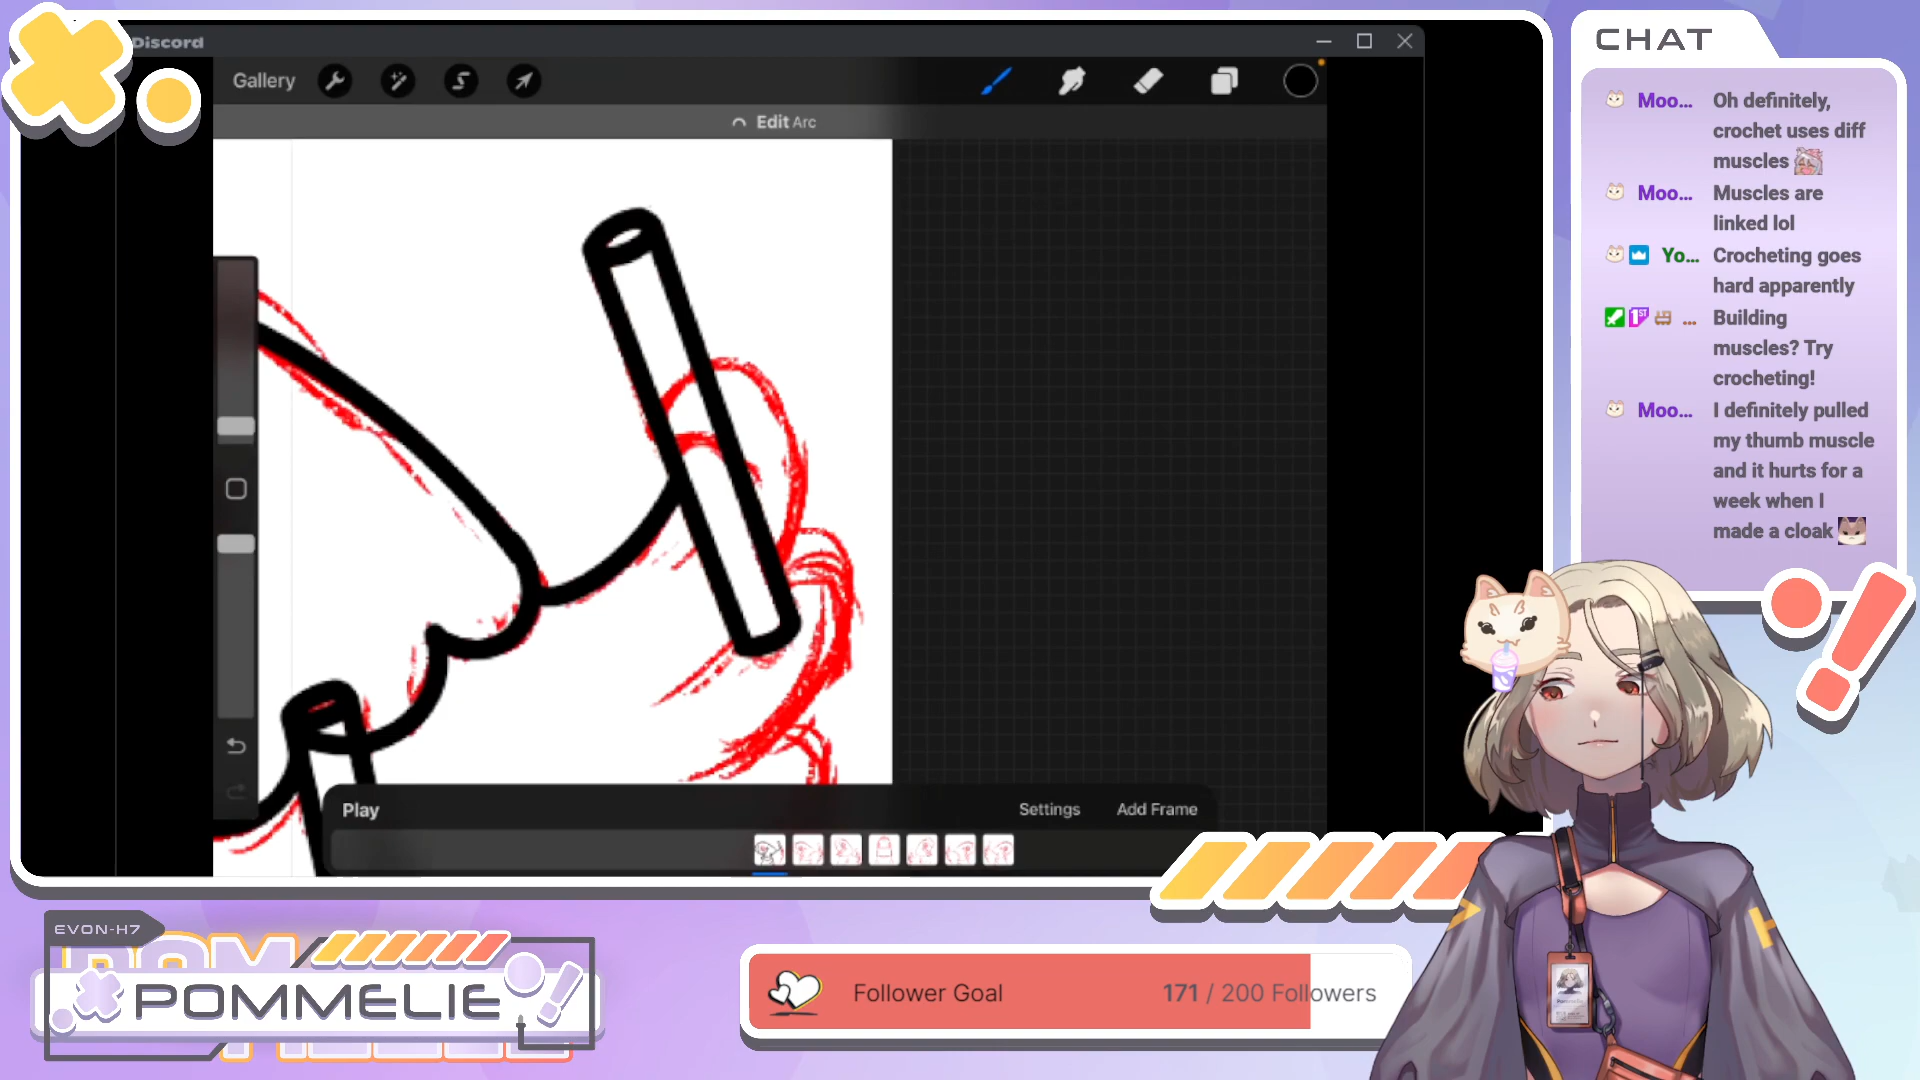 Discord
Gallery
Edit Arc
Play
Settings
Add Frame
CHAT
Moo... Oh definitely,
crochet uses diff
muscles
Moo... Muscles are
linked lol
Yo... Crocheting goes
hard apparently
1ST
... Building
muscles? Try
crocheting!
Moo... I definitely pulled
my thumb muscle
and it hurts for a
week when I
made a cloak
EVON-H7
POMMELIE
Follower Goal
171 / 200 Followers